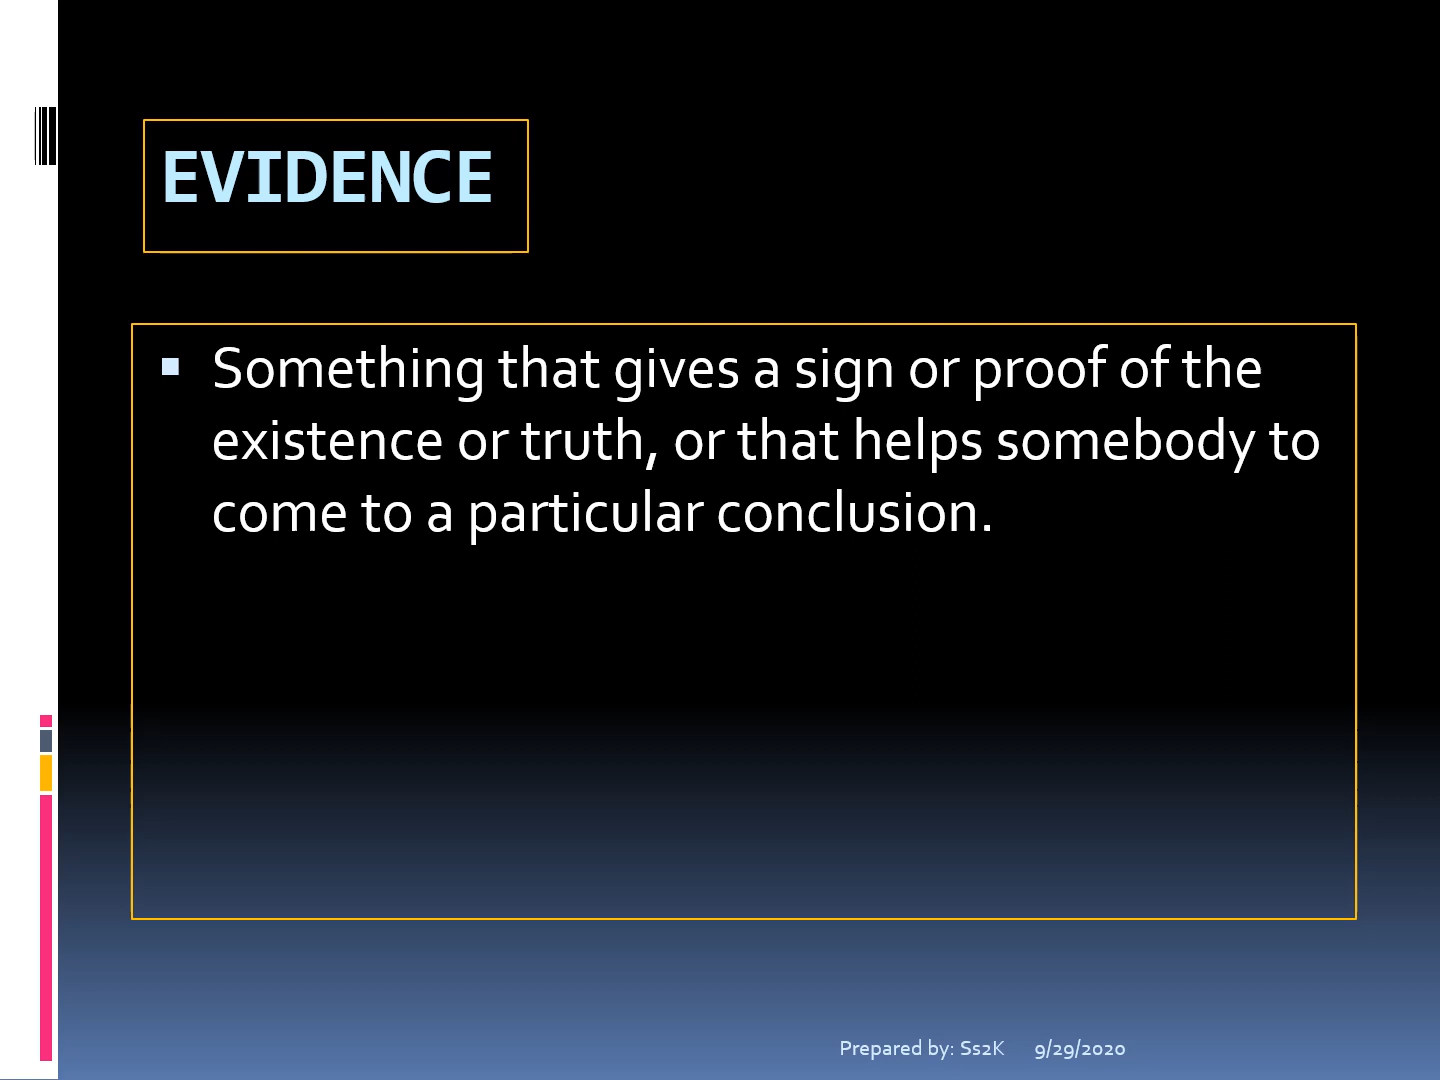 EVIDENCE
▪ Something that gives a sign or proof of the
existence or truth, or that helps somebody to
come to a particular conclusion.
Prepared by: Ss2K 9/29/2020